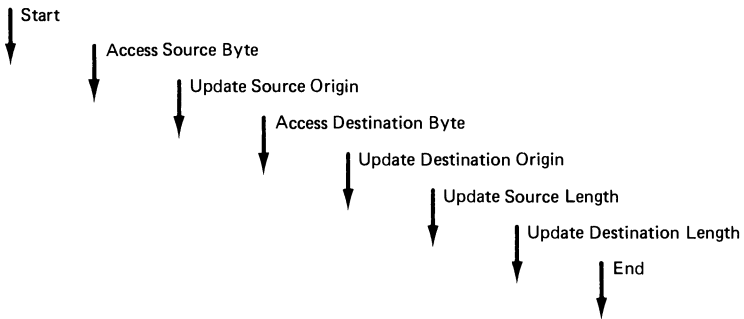 Start
Access Source Byte
Update Source Origin
Access Destination Byte
Update Destination Origin
Update Source Length
Update Destination Length
End